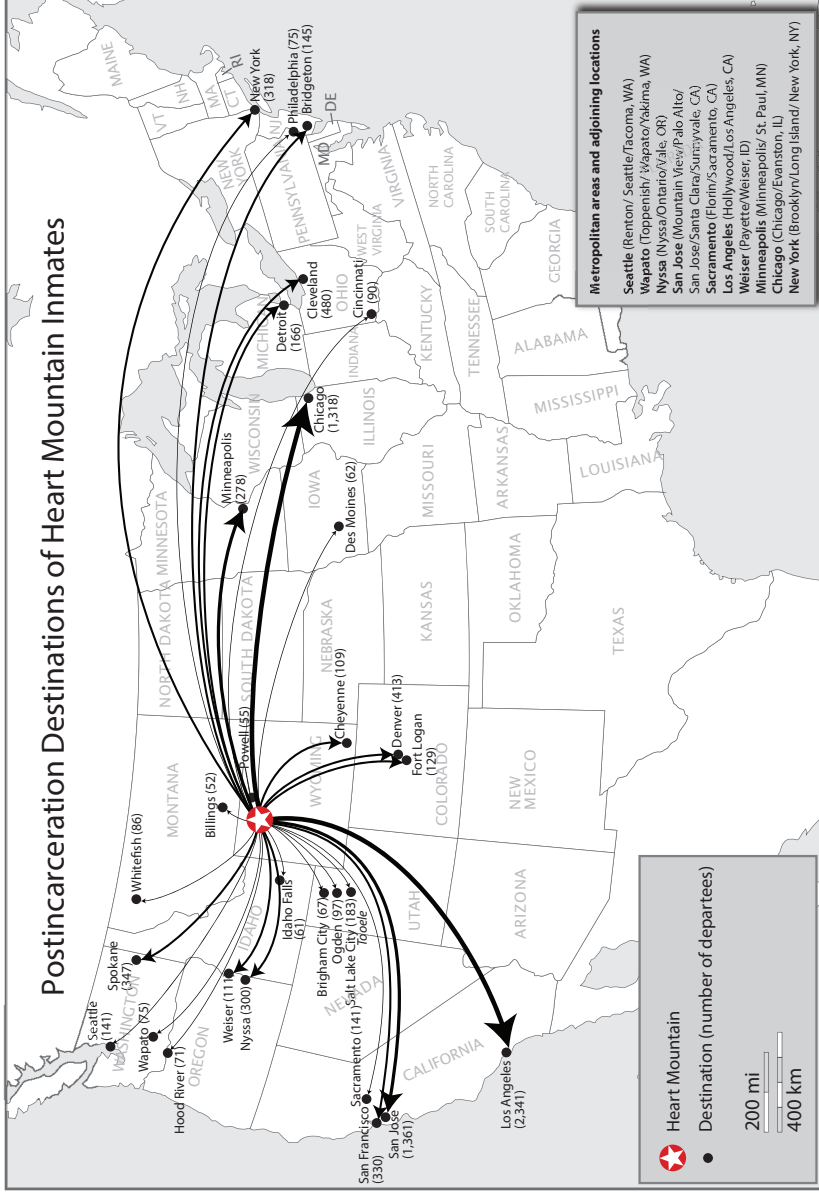 Postincarceration Destinations of Heart Mountain Inmates
Seattle
(141)
Spokane
(347)
Whitefish (86)
Wapato (75)
Hood River (71)
Billings (52)
Powell (55)
Weiser (111)
Nyssa (300)
Idaho Falls
(61)
Brigham City (67)
Ogden (97)
Salt Lake City (183)
Tooele
Sacramento (141)
San Francisco
(330)
San Jose
(1,361)
Los Angeles
(2,341)
Cheyenne (109)
Denver (413)
Fort Logan
(129)
Minneapolis
(278)
Des Moines (62)
Chicago
(1,318)
Detroit
(166)
Cleveland
(480)
Cincinnati
(90)
New York
(318)
Philadelphia (75)
Bridgeton (145)
WASHINGTON
OREGON
IDAHO
MONTANA
NORTH DAKOTA
MINNESOTA
SOUTH DAKOTA
WYOMING
NEBRASKA
IOWA
WISCONSIN
MICHIGAN
ILLINOIS
INDIANA
OHIO
PENNSYLVANIA
NEW
YORK
VT
NH
MAINE
MA
CT
RI
NJ
DE
MD
WEST
VIRGINIA
VIRGINIA
KENTUCKY
NORTH
CAROLINA
SOUTH
CAROLINA
TENNESSEE
GEORGIA
ALABAMA
MISSISSIPPI
LOUISIANA
ARKANSAS
MISSOURI
KANSAS
OKLAHOMA
TEXAS
NEW
MEXICO
COLORADO
UTAH
ARIZONA
NEVADA
CALIFORNIA
Heart Mountain
Destination (number of departees)
200 mi
400 km
Metropolitan areas and adjoining locations
Seattle (Renton/ Seattle/Tacoma, WA)
Wapato (Toppenish/ Wapato/Yakima, WA)
Nyssa (Nyssa/Ontario/Vale, OR)
San Jose (Mountain View/Palo Alto/
San Jose/Santa Clara/Sunnyvale, CA)
Sacramento (Florin/Sacramento, CA)
Los Angeles (Hollywood/Los Angeles, CA)
Weiser (Payette/Weiser, ID)
Minneapolis (Minneapolis/ St. Paul, MN)
Chicago (Chicago/Evanston, IL)
New York (Brooklyn/Long Island/ New York, NY)